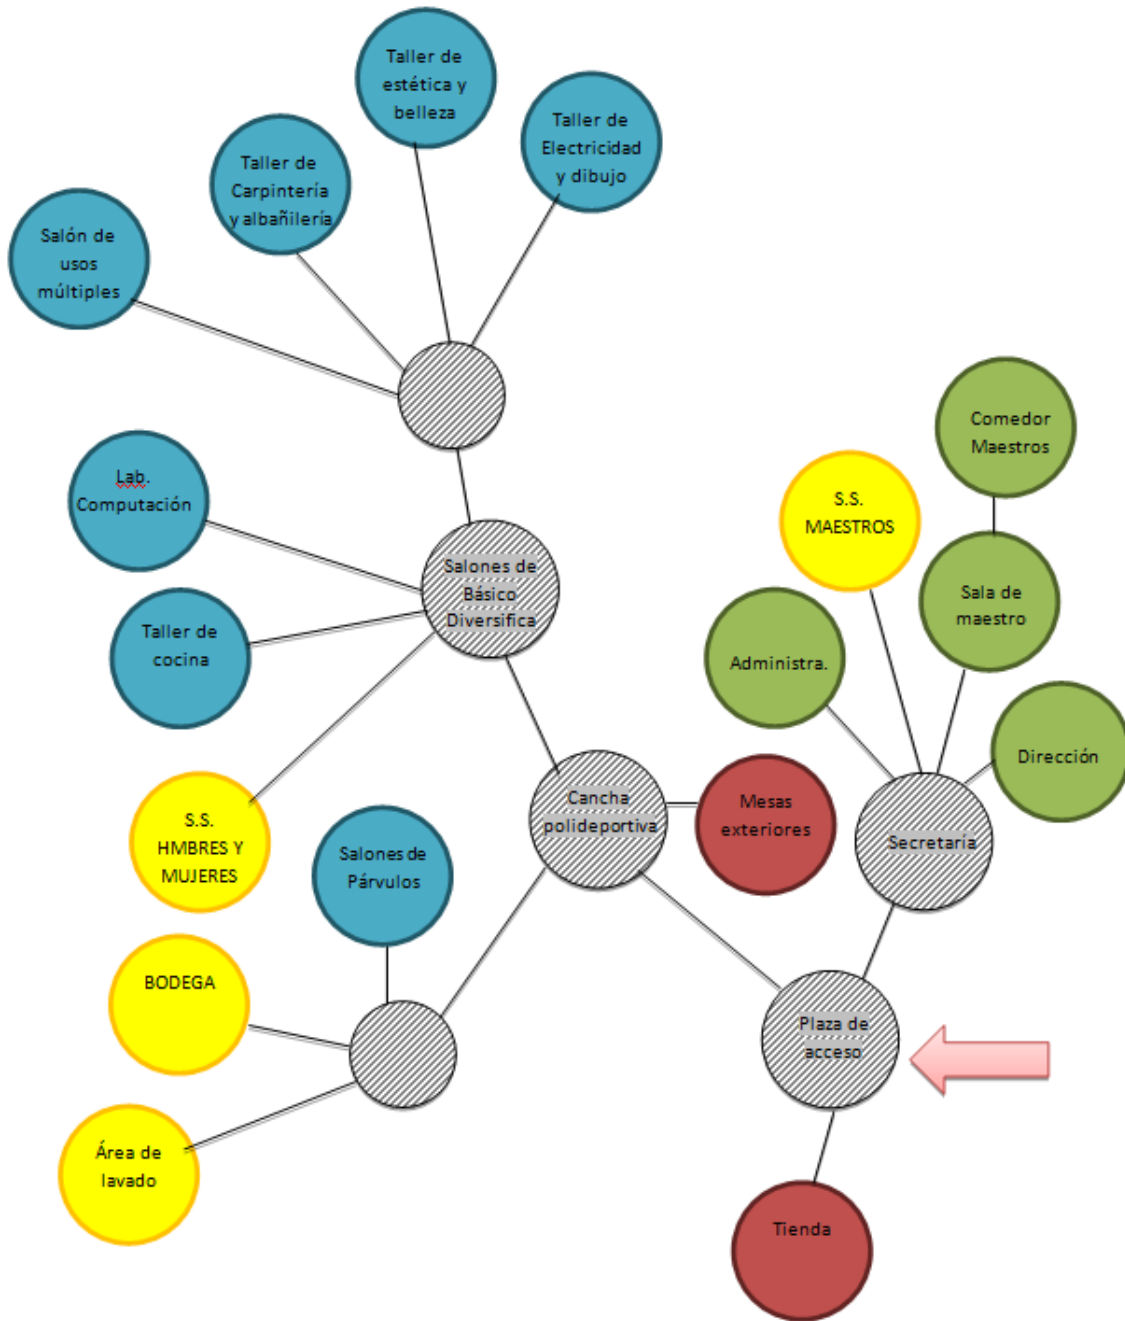 Taller de
estética y
belleza
Taller de
Electricidad
y dibujo
Taller de
Carpintería
y albañilería
Salón de
usos
múltiples
Comedor
Maestros
Lab.
Computación
S.S.
MAESTROS
Salones de
Básico
Diversifica
Sala de
maestro
Taller de
cocina
Administra.
Dirección
Cancha
polideportiva
Mesas
exteriores
S.S.
HMBRES Y
MUJERES
Salones de
Párvulos
Secretaría
BODEGA
Plaza de
acceso
Área de
lavado
Tienda